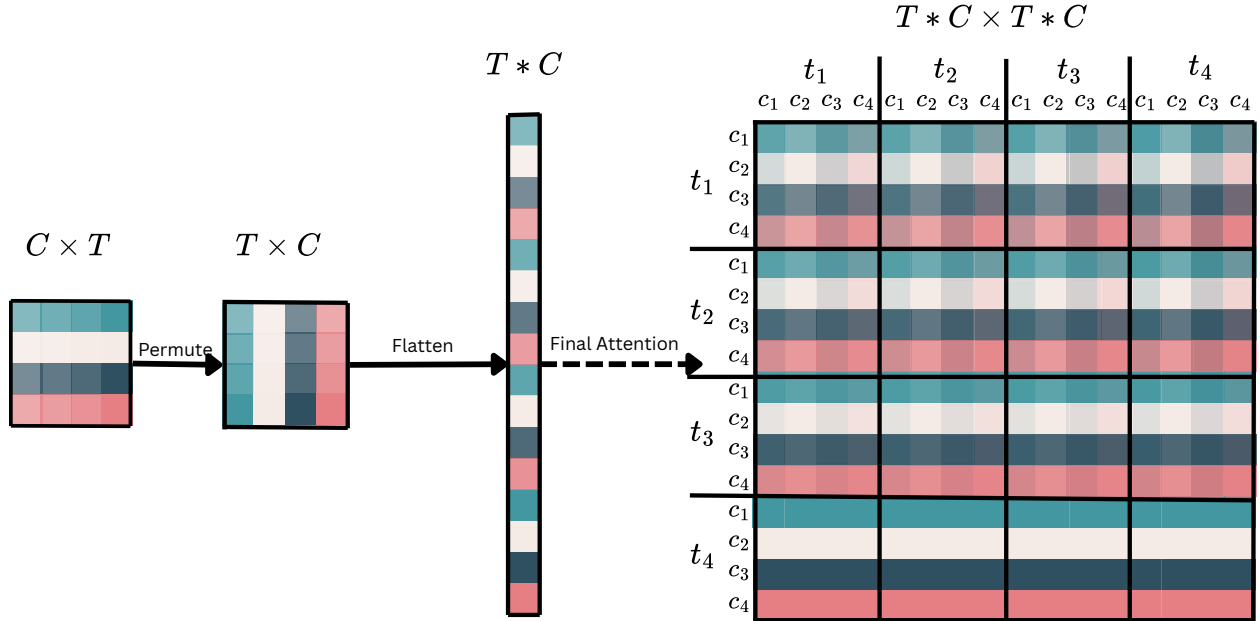 T ∗ C × T ∗ C
T ∗ C
t₁ t₂ t₃ t₄
c₁ c₂ c₃ c₄ c₁ c₂ c₃ c₄ c₁ c₂ c₃ c₄ c₁ c₂ c₃ c₄
c₁
c₂
t₁
c₃
c₄
C × T
T × C
c₁
c₂
t₂
c₃
c₄
Permute
Flatten
Final Attention
c₁
c₂
t₃
c₃
c₄
c₁
c₂
t₄
c₃
c₄